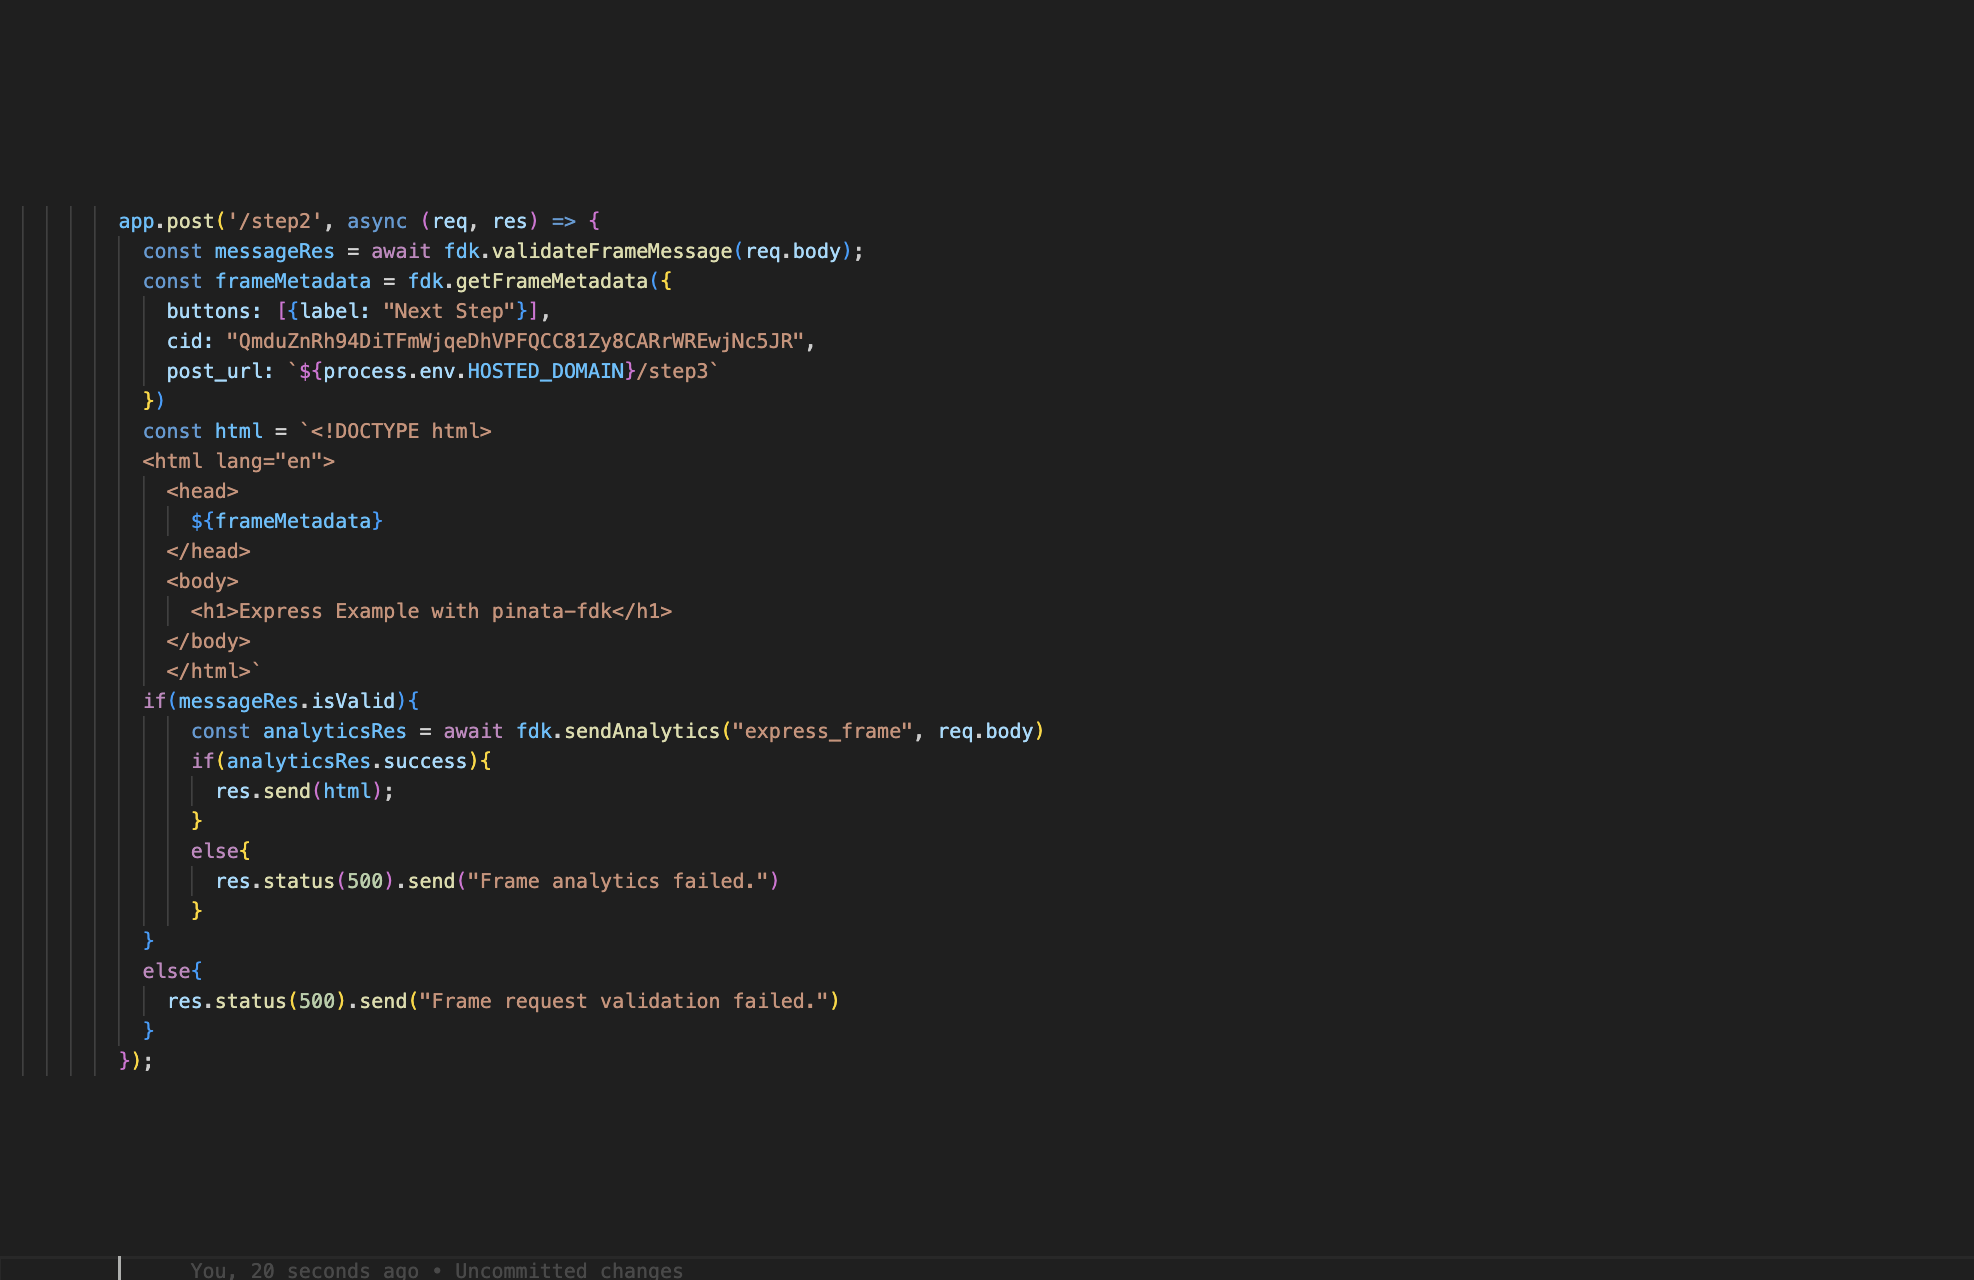 app.post('/step2', async (req, res) => {
const messageRes = await fdk.validateFrameMessage(req.body);
const frameMetadata = fdk.getFrameMetadata({
buttons: [{label: "Next Step"}],
cid: "QmduZnRh94DiTFmWjqeDhVPFQCC81Zy8CARrWREwjNc5JR",
post_url: `${process.env.HOSTED_DOMAIN}/step3`
})
const html = `<!DOCTYPE html>
<html lang="en">
<head>
${frameMetadata}
</head>
<body>
<h1>Express Example with pinata-fdk</h1>
</body>
</html>`
if(messageRes.isValid){
const analyticsRes = await fdk.sendAnalytics("express_frame", req.body)
if(analyticsRes.success){
res.send(html);
}
else{
res.status(500).send("Frame analytics failed.")
}
}
else{
res.status(500).send("Frame request validation failed.")
}
});
You, 20 seconds ago • Uncommitted changes